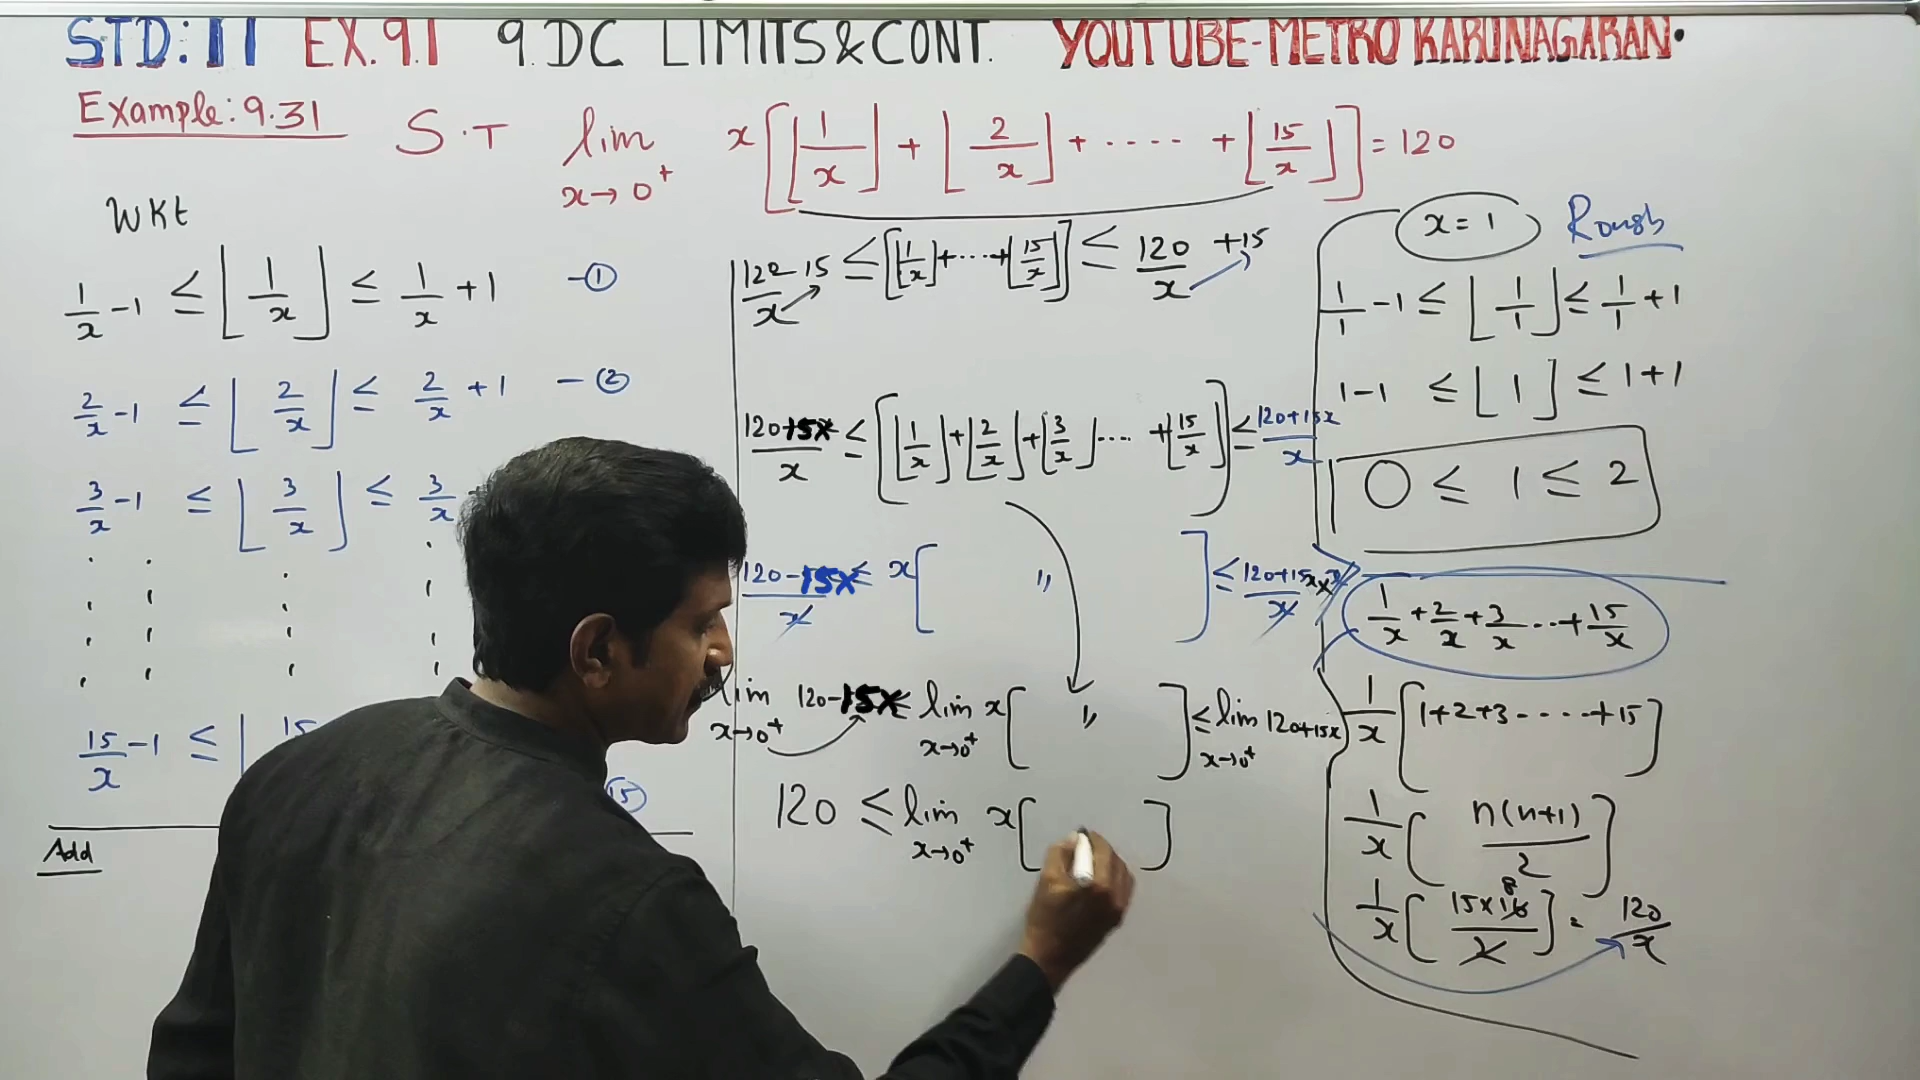 STD: 11 EX.9.1 9.DC LIMITS & CONT. YOUTUBE-METRO KARUNAGARAN.
Example: 9.31 S.T lim x→0⁺ x[⌊1/x⌋ + ⌊2/x⌋ + ..... + ⌊15/x⌋] = 120
WKt
1/x -1 ≤ ⌊1/x⌋ ≤ 1/x +1 -①
2/x -1 ≤ ⌊2/x⌋ ≤ 2/x +1 -②
3/x -1 ≤ ⌊3/x⌋ ≤ 3/x
15/x -1 ≤ ⌊15
15
Add
120/x -15 ≤ [⌊1/x⌋+...+⌊15/x⌋] ≤ 120/x +15
120-15x/x ≤ [⌊1/x⌋+⌊2/x⌋+⌊3/x⌋.... +⌊15/x⌋] ≤ 120+15x/x
120-15x/x ≤ x[ ,, ] ≤ 120+15x/x
lim x→0⁺ 120-15x ≤ lim x→0⁺ x[ ,, ] ≤ lim x→0⁺ 120+15x
120 ≤ lim x→0⁺ x[ ]
x=1 Rough
1/1 -1 ≤ ⌊1/1⌋ ≤ 1/1 +1
1-1 ≤ ⌊1⌋ ≤ 1+1
0 ≤ 1 ≤ 2
1/x + 2/x + 3/x ...+ 15/x
1/x [1+2+3.....+15]
1/x [n(n+1)/2]
1/x [15x16/2] = 120/x
8